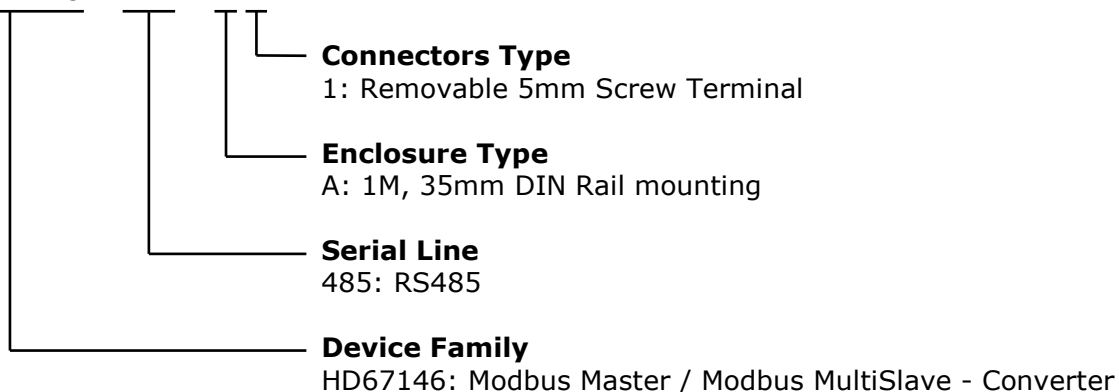 Connectors Type
1: Removable 5mm Screw Terminal
Enclosure Type
A: 1M, 35mm DIN Rail mounting
Serial Line
485: RS485
Device Family
HD67146: Modbus Master / Modbus MultiSlave - Converter